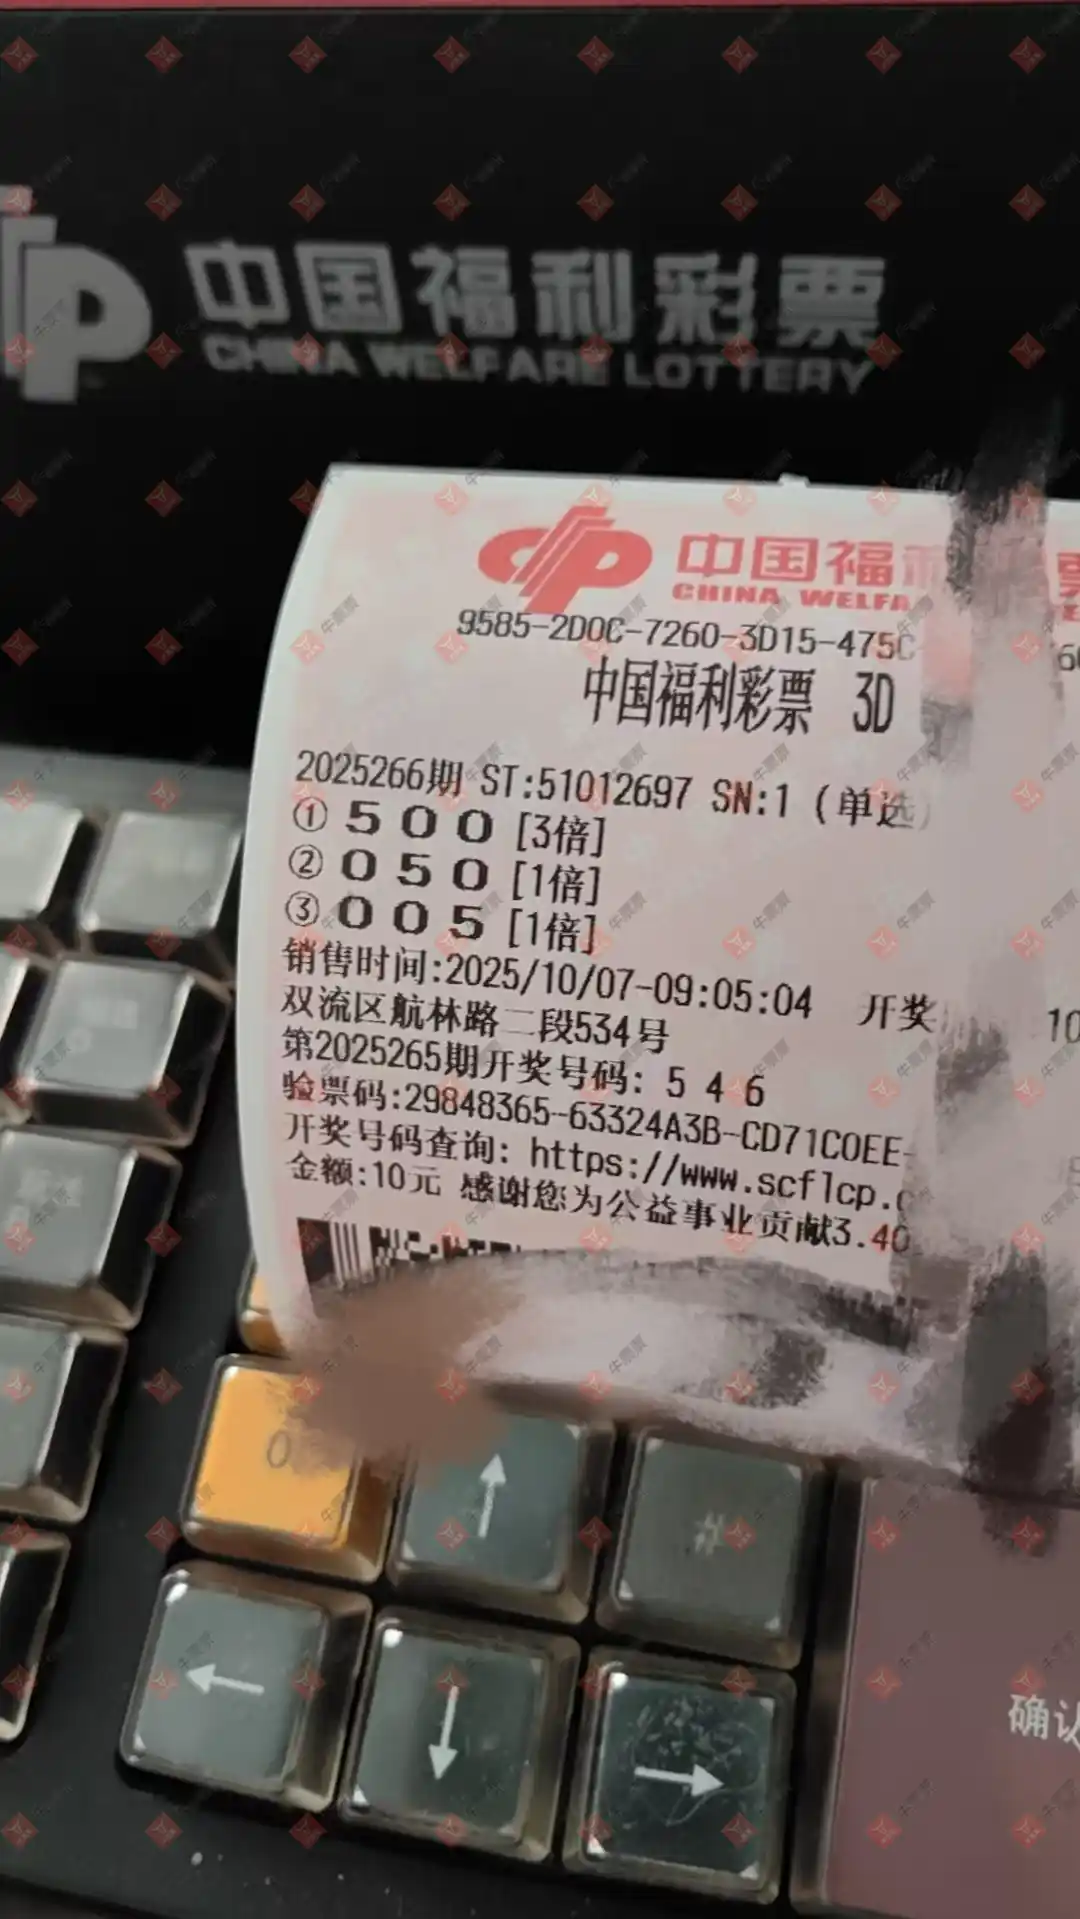 中国福利彩票
CHINA WELFARE LOTTERY
中国福
CHINA WELFA
9585-2D0C-7260-3D15-475C
中国福利彩票 3D
2025266期 ST:51012697 SN:1 (单选)
① 5 0 0 [3倍]
② 0 5 0 [1倍]
③ 0 0 5 [1倍]
销售时间:2025/10/07-09:05:04 开奖 10
双流区航林路二段534号
第2025265期开奖号码: 5 4 6
验票码:29848365-63324A3B-CD71C0EE-
开奖号码查询: https://www.scflcp.c
金额:10元 感谢您为公益事业贡献3.40
0
↑
#
← ↓ →
确认